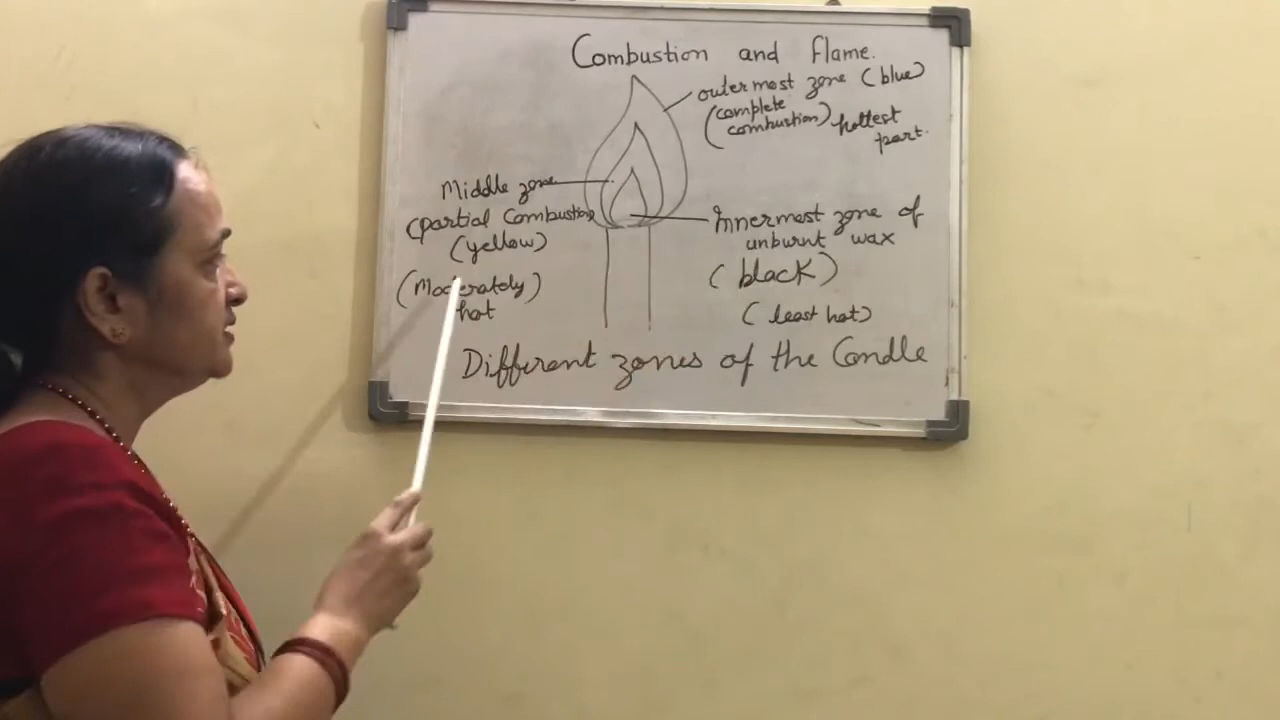 Combustion and flame.
outermost zone (blue)
(complete combustion) hottest part.
Middle zone
(partial combustion)
(yellow)
(Moderately)
hot
Innermost zone of
unburnt wax
(black)
(least hot)
Different zones of the Candle